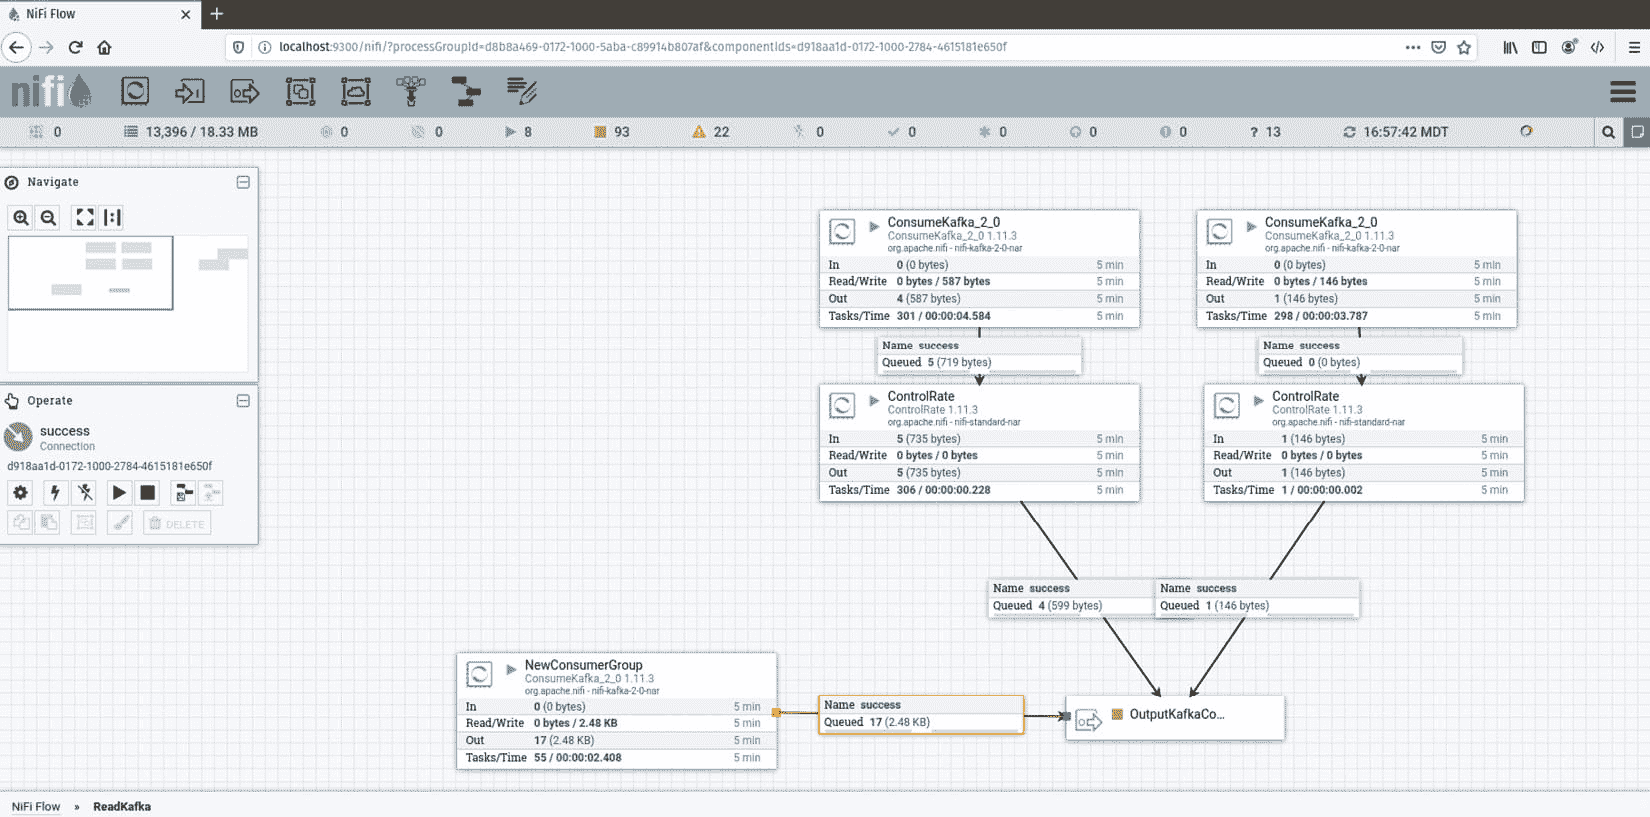 NiFi Flow
localhost:9300/nifi/?processGroupId=d8b8a469-0172-1000-5aba-c89914b807af&componentIds=d918aa1d-0172-1000-2784-4615181e650f
nifi
0 13,396 / 18.33 MB 0 0 8 93 22 0 0 0 0 0 ? 13 16:57:42 MDT
Navigate
Operate
success
Connection
d918aa1d-0172-1000-2784-4615181e650f
DELETE
ConsumeKafka_2_0
ConsumeKafka_2_0 1.11.3
org.apache.nifi - nifi-kafka-2-0-nar
In 0 (0 bytes) 5 min
Read/Write 0 bytes / 587 bytes 5 min
Out 4 (587 bytes) 5 min
Tasks/Time 301 / 00:00:04.584 5 min
Name success
Queued 5 (719 bytes)
ControlRate
ControlRate 1.11.3
org.apache.nifi - nifi-standard-nar
In 5 (735 bytes) 5 min
Read/Write 0 bytes / 0 bytes 5 min
Out 5 (735 bytes) 5 min
Tasks/Time 306 / 00:00:00.228 5 min
ConsumeKafka_2_0
ConsumeKafka_2_0 1.11.3
org.apache.nifi - nifi-kafka-2-0-nar
In 0 (0 bytes) 5 min
Read/Write 0 bytes / 146 bytes 5 min
Out 1 (146 bytes) 5 min
Tasks/Time 298 / 00:00:03.787 5 min
Name success
Queued 0 (0 bytes)
ControlRate
ControlRate 1.11.3
org.apache.nifi - nifi-standard-nar
In 1 (146 bytes) 5 min
Read/Write 0 bytes / 0 bytes 5 min
Out 1 (146 bytes) 5 min
Tasks/Time 1 / 00:00:00.002 5 min
Name success
Queued 4 (599 bytes)
Name success
Queued 1 (146 bytes)
NewConsumerGroup
ConsumeKafka_2_0 1.11.3
org.apache.nifi - nifi-kafka-2-0-nar
In 0 (0 bytes) 5 min
Read/Write 0 bytes / 2.48 KB 5 min
Out 17 (2.48 KB) 5 min
Tasks/Time 55 / 00:00:02.408 5 min
Name success
Queued 17 (2.48 KB)
OutputKafkaCo...
NiFi Flow » ReadKafka